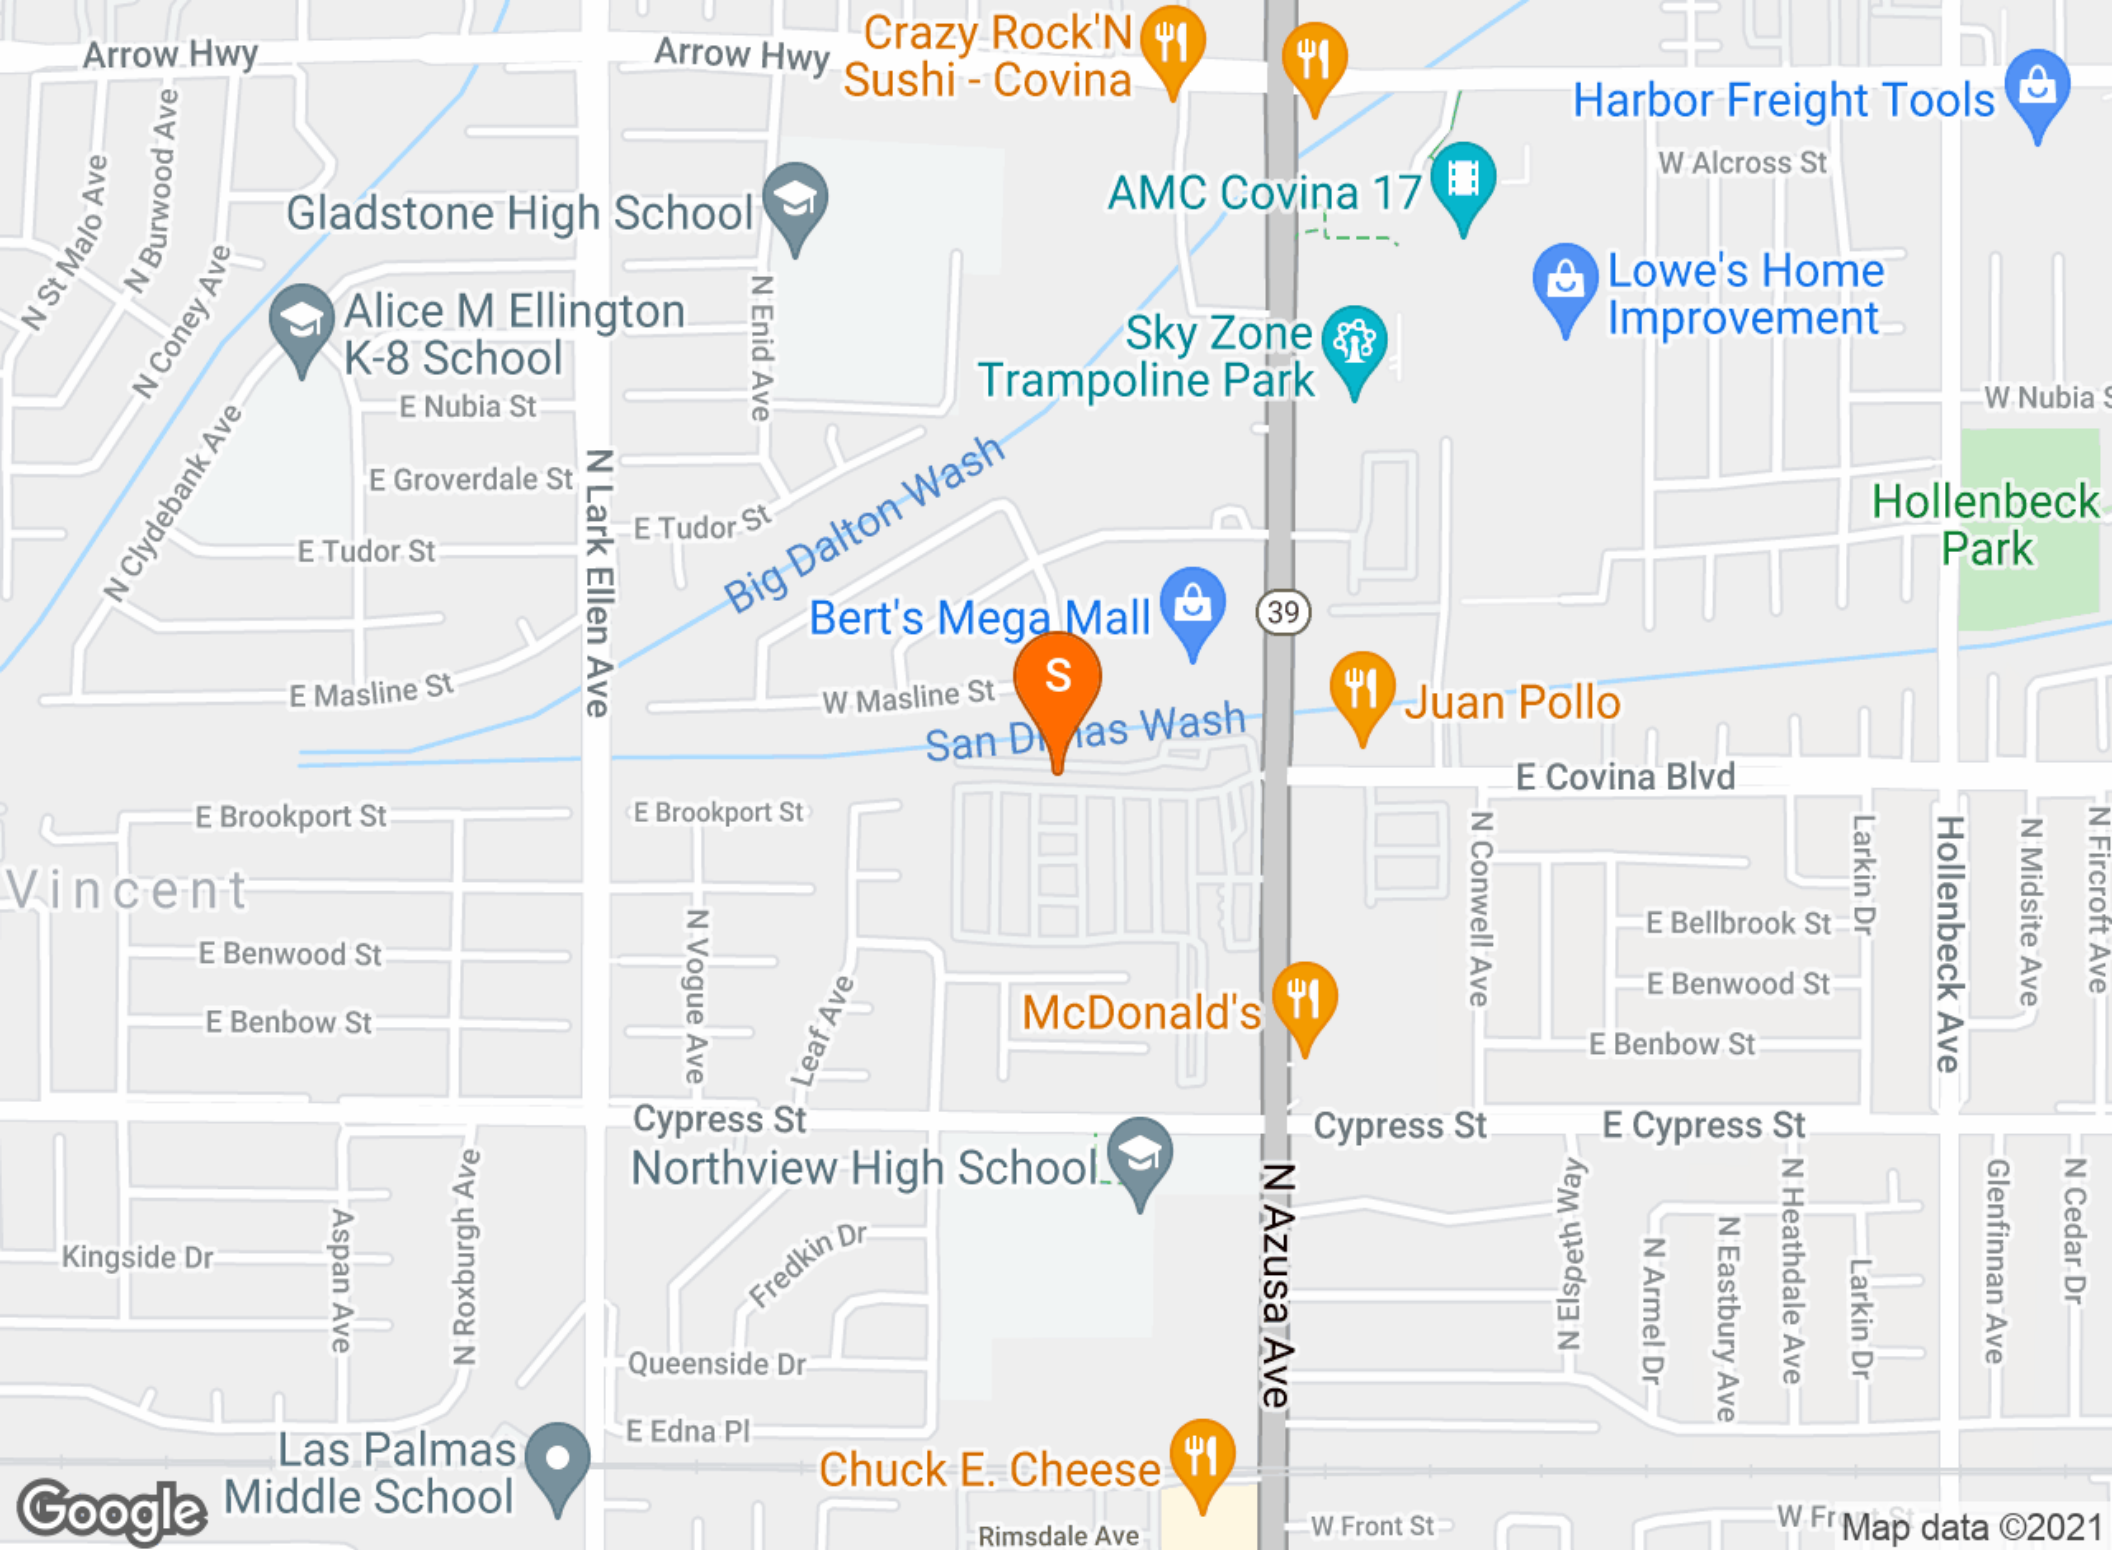 Arrow Hwy
Arrow Hwy
Crazy Rock'N
Sushi - Covina
Harbor Freight Tools
N St Malo Ave
N Burwood Ave
N Coney Ave
Gladstone High School
AMC Covina 17
W Alcross St
Alice M Ellington
K-8 School
N Enid Ave
Sky Zone
Trampoline Park
Lowe's Home
Improvement
E Nubia St
W Nubia S
N Clydebank Ave
E Groverdale St
E Tudor St
E Tudor St
N Lark Ellen Ave
Big Dalton Wash
Hollenbeck
Park
Bert's Mega Mall
39
S
E Masline St
W Masline St
San Dimas Wash
Juan Pollo
E Covina Blvd
E Brookport St
E Brookport St
Vincent
N Vogue Ave
Leaf Ave
N Conwell Ave
Larkin Dr
Hollenbeck Ave
N Midsite Ave
N Fircroft Ave
E Bellbrook St
E Benwood St
E Benwood St
E Benbow St
E Benbow St
McDonald's
Cypress St
Cypress St
E Cypress St
Northview High School
N Azusa Ave
Kingside Dr
Aspan Ave
N Roxburgh Ave
Fredkin Dr
N Elspeth Way
N Armel Dr
N Eastbury Ave
N Heathdale Ave
Larkin Dr
Glenfinnan Ave
N Cedar Dr
Queenside Dr
E Edna Pl
Las Palmas
Middle School
Chuck E. Cheese
Rimsdale Ave
W Front St
W Front St
Google
Map data ©2021